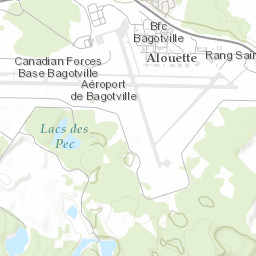 Bfc
Bagotville
Alouette
Rang Sain
Canadian Forces
Base Bagotville
Aéroport
de Bagotville
Lacs des
Pec